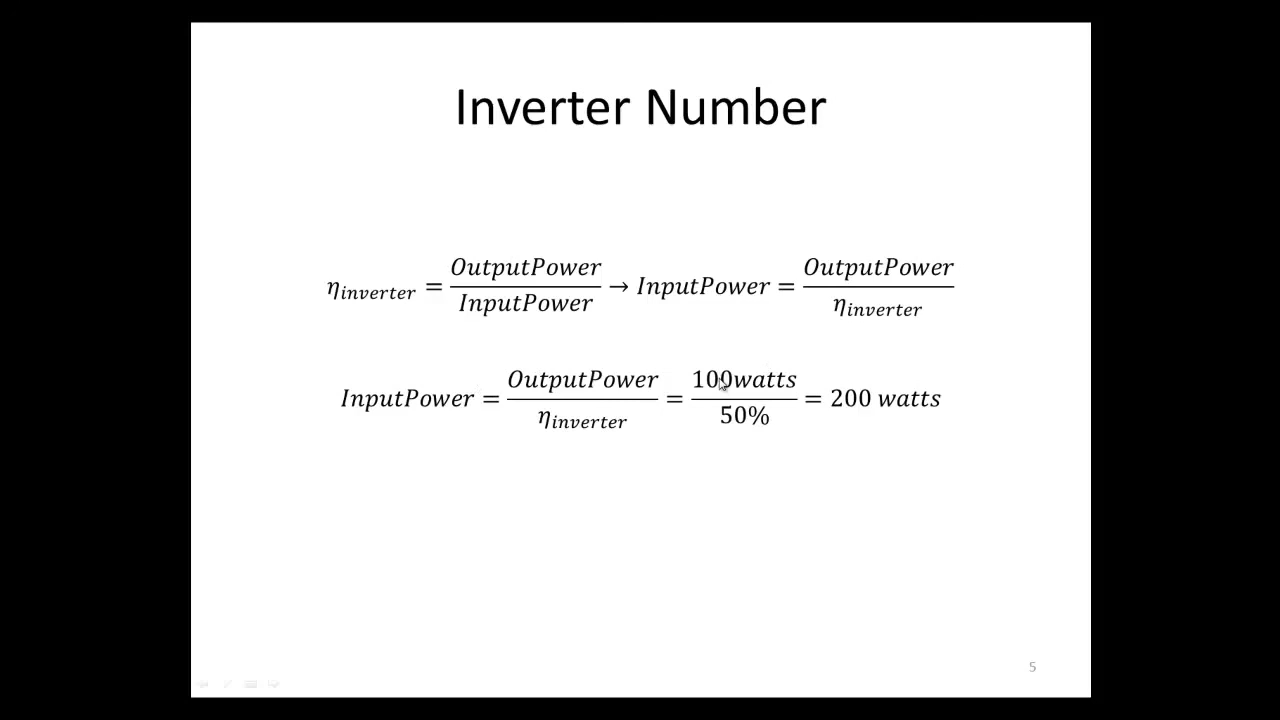 Inverter Number
η_inverter = OutputPower / InputPower → InputPower = OutputPower / η_inverter
InputPower = OutputPower / η_inverter = 100watts / 50% = 200 watts
5